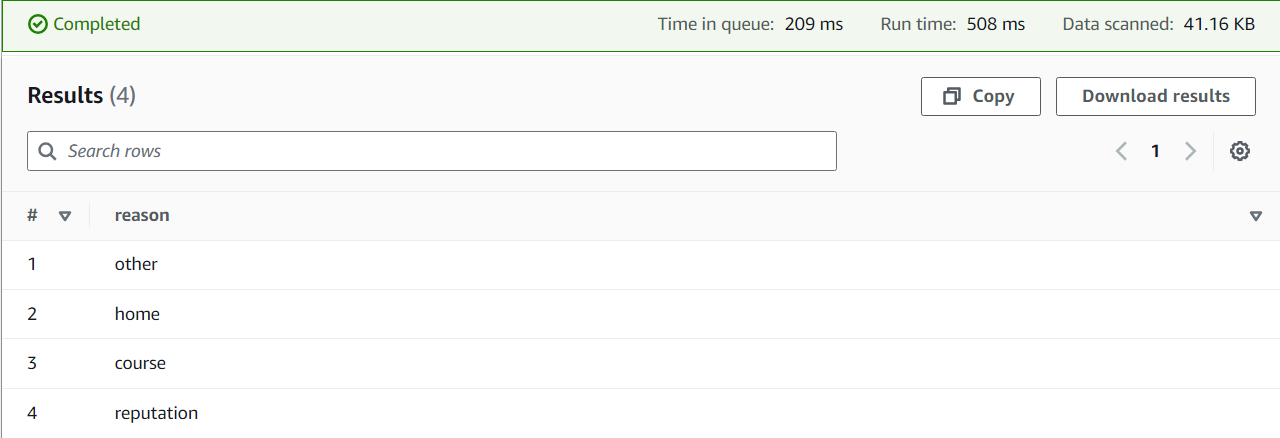 Completed Time in queue: 209 ms Run time: 508 ms Data scanned: 41.16 KB
Results (4) Copy Download results
Search rows 1
# reason
1 other
2 home
3 course
4 reputation